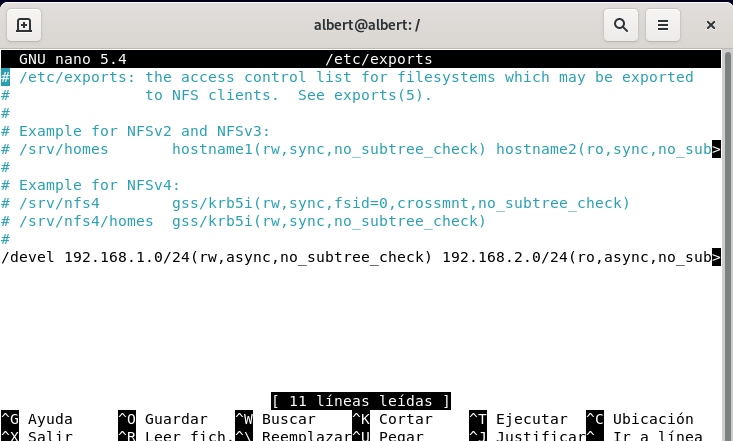 albert@albert: /
GNU nano 5.4 /etc/exports
# /etc/exports: the access control list for filesystems which may be exported
# to NFS clients. See exports(5).
#
# Example for NFSv2 and NFSv3:
# /srv/homes hostname1(rw,sync,no_subtree_check) hostname2(ro,sync,no_sub>
#
# Example for NFSv4:
# /srv/nfs4 gss/krb5i(rw,sync,fsid=0,crossmnt,no_subtree_check)
# /srv/nfs4/homes gss/krb5i(rw,sync,no_subtree_check)
#
/devel 192.168.1.0/24(rw,async,no_subtree_check) 192.168.2.0/24(ro,async,no_sub>
[ 11 líneas leídas ]
^G Ayuda ^O Guardar ^W Buscar ^K Cortar ^T Ejecutar ^C Ubicación
^X Salir ^R Leer fich. ^\ Reemplazar ^U Pegar ^J Justificar ^_ Ir a línea